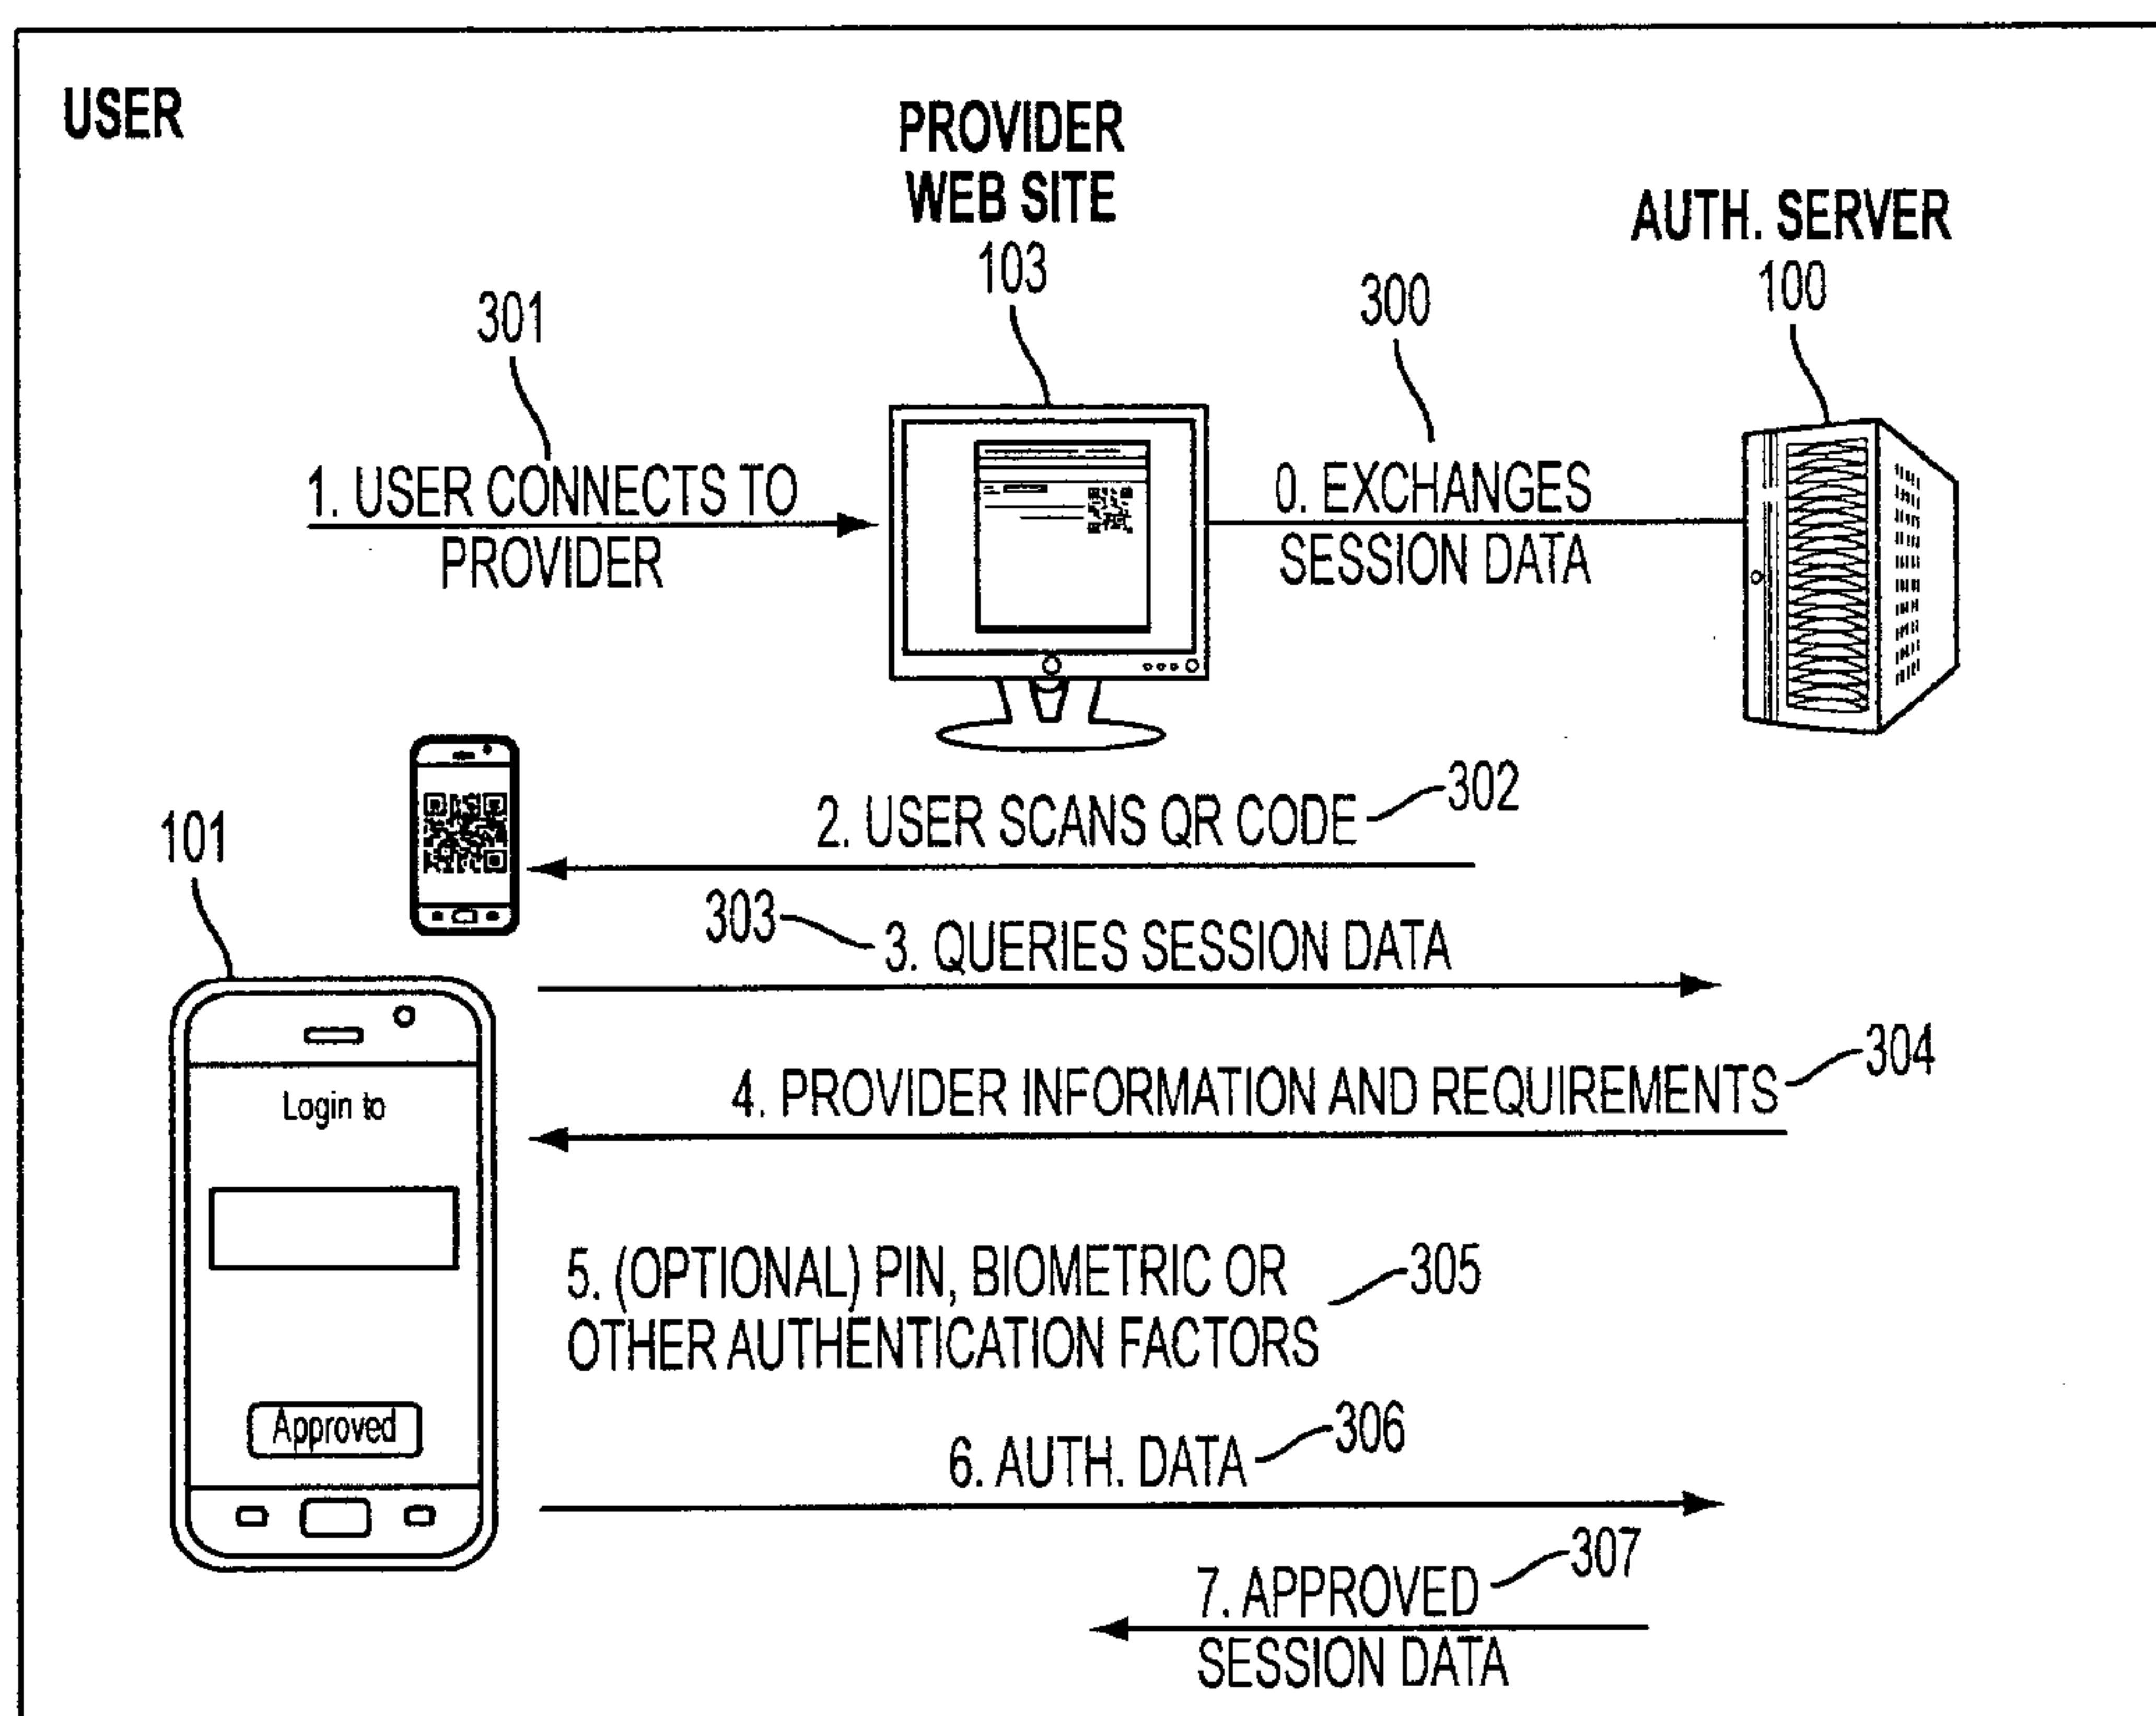 USER
PROVIDER
WEB SITE
103
AUTH. SERVER
100
301
1. USER CONNECTS TO
PROVIDER
300
0. EXCHANGES
SESSION DATA
2. USER SCANS QR CODE
302
101
303
3. QUERIES SESSION DATA
304
4. PROVIDER INFORMATION AND REQUIREMENTS
Login to
5. (OPTIONAL) PIN, BIOMETRIC OR
OTHER AUTHENTICATION FACTORS
305
Approved
6. AUTH. DATA
306
7. APPROVED
SESSION DATA
307